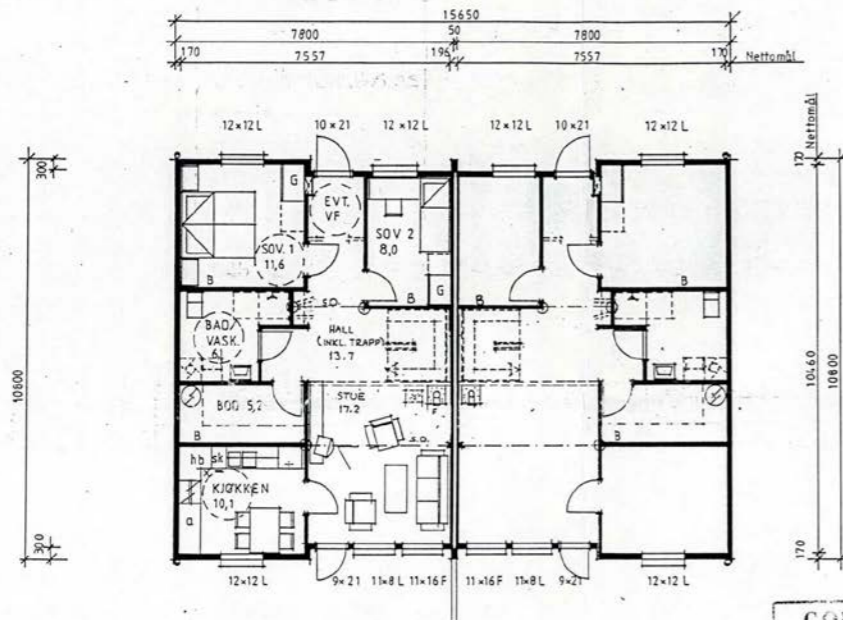 15650
7800 50 7800
170 7557 196 7557 170 Nettomål
12×12 L 10×21 12×12 L 12×12 L 10×21 12×12 L
300
170 Nettomål
G
EVT.
VF
SOV 2
8,0
SOV. 1
11,6
B
B G
B
B
S.O
BAD/
VASK.
HALL
(INKL. TRAPP)
13.7
10800
10460
10800
BOD 5,2
B
STUE
17.2
F
S.O
B
hb sk
KJØKKEN
10,1
a
300
170
12×12 L 9×21 11×8 L 11×16 F 11×16 F 11×8 L 9×21 12×12 L